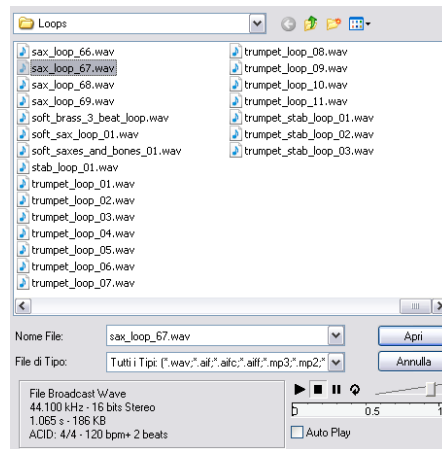 Loops
sax_loop_66.wav
sax_loop_67.wav
sax_loop_68.wav
sax_loop_69.wav
soft_brass_3_beat_loop.wav
soft_sax_loop_01.wav
soft_saxes_and_bones_01.wav
stab_loop_01.wav
trumpet_loop_01.wav
trumpet_loop_02.wav
trumpet_loop_03.wav
trumpet_loop_04.wav
trumpet_loop_05.wav
trumpet_loop_06.wav
trumpet_loop_07.wav
trumpet_loop_08.wav
trumpet_loop_09.wav
trumpet_loop_10.wav
trumpet_loop_11.wav
trumpet_stab_loop_01.wav
trumpet_stab_loop_02.wav
trumpet_stab_loop_03.wav
Nome File: sax_loop_67.wav Apri
File di Tipo: Tutti i Tipi: (*.wav;*.aif;*.aifc,*.aiff;*.mp3;*.mp2;* Annulla
File Broadcast Wave
44.100 kHz - 16 bits Stereo
1.065 s - 186 KB
ACID: 4/4 - 120 bpm+ 2 beats
0.5
Auto Play